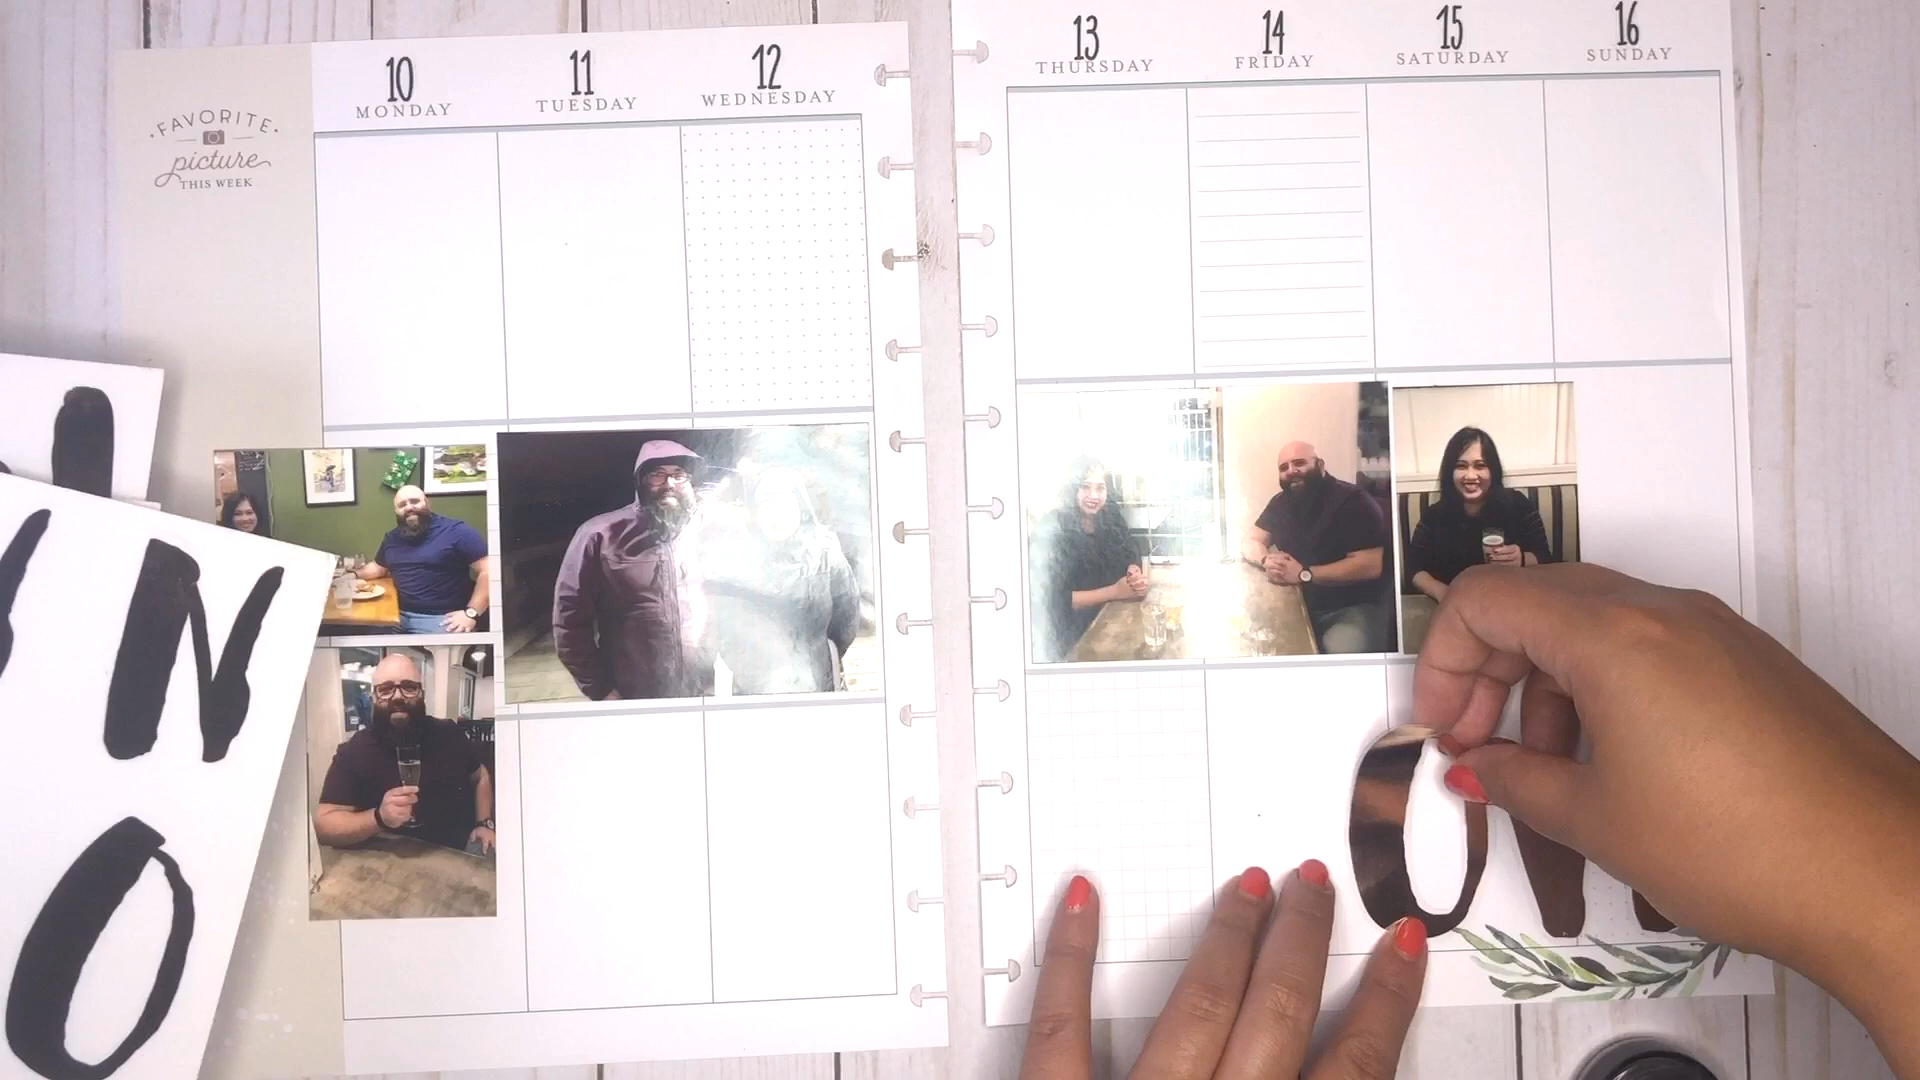 FAVORITE
picture
THIS WEEK
10
MONDAY
11
TUESDAY
12
WEDNESDAY
13
THURSDAY
14
FRIDAY
15
SATURDAY
16
SUNDAY
N
O
O